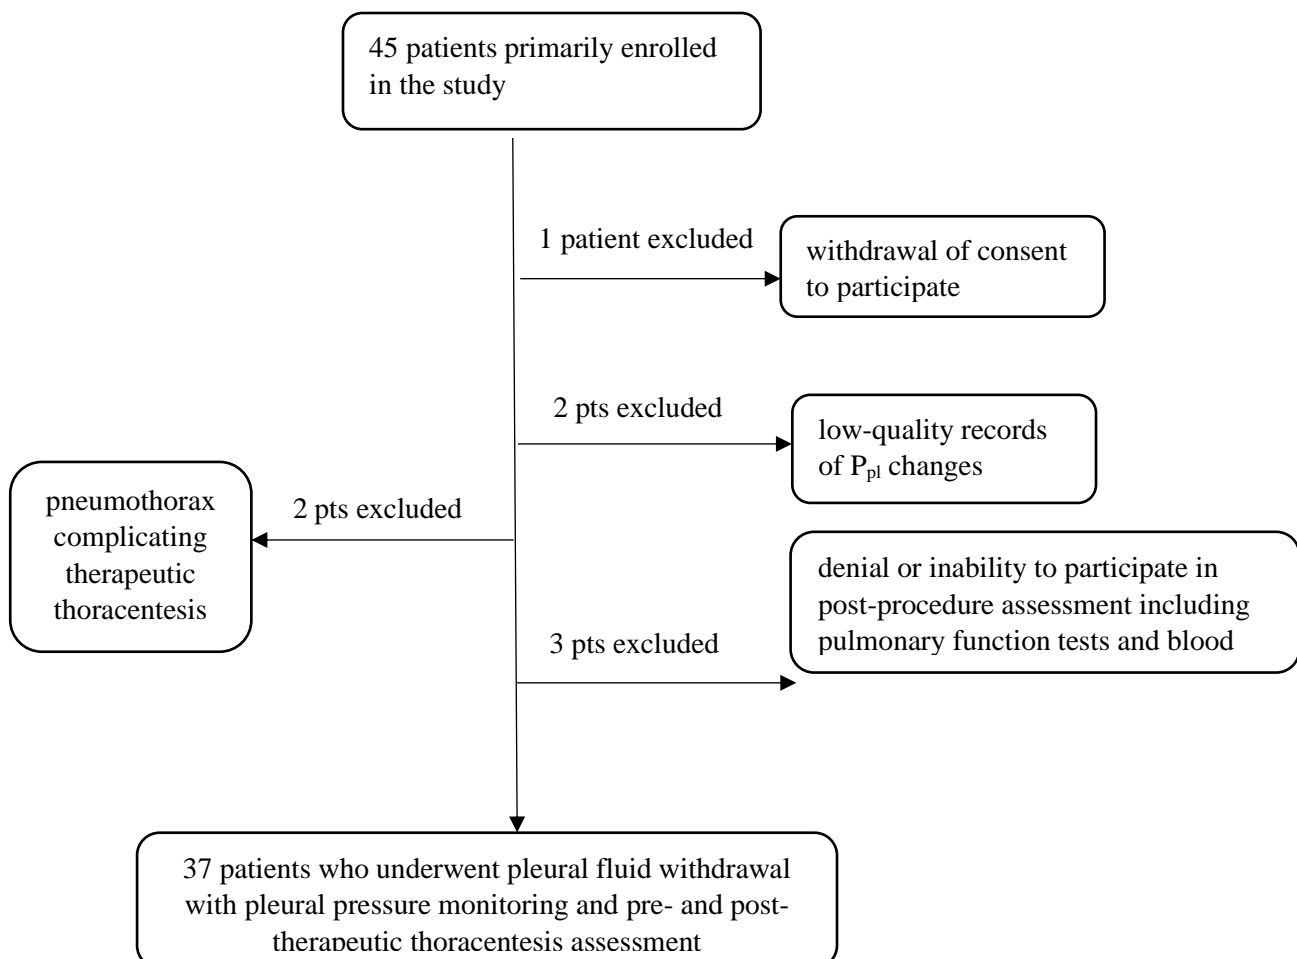 45 patients primarily enrolled
in the study
1 patient excluded
withdrawal of consent
to participate
2 pts excluded
low-quality records
of Ppl changes
2 pts excluded
pneumothorax
complicating
therapeutic
thoracentesis
denial or inability to participate in
post-procedure assessment including
pulmonary function tests and blood
3 pts excluded
37 patients who underwent pleural fluid withdrawal
with pleural pressure monitoring and pre- and post-
therapeutic thoracentesis assessment